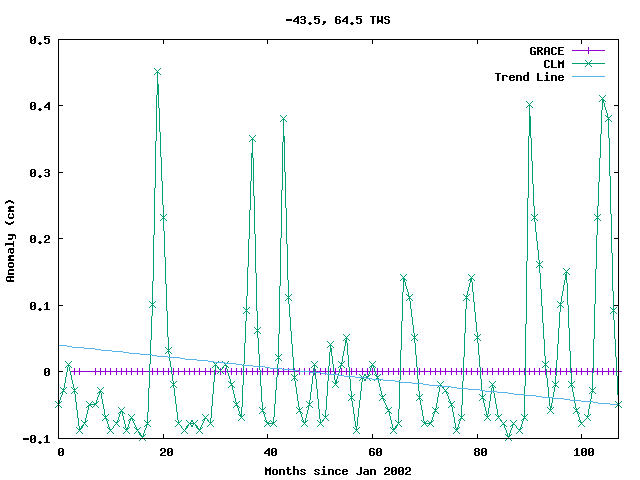 -43.5, 64.5 TWS
0.5
0.4
0.3
0.2
0.1
0
-0.1
Anomaly (cm)
GRACE
CLM
Trend Line
0 20 40 60 80 100
Months since Jan 2002